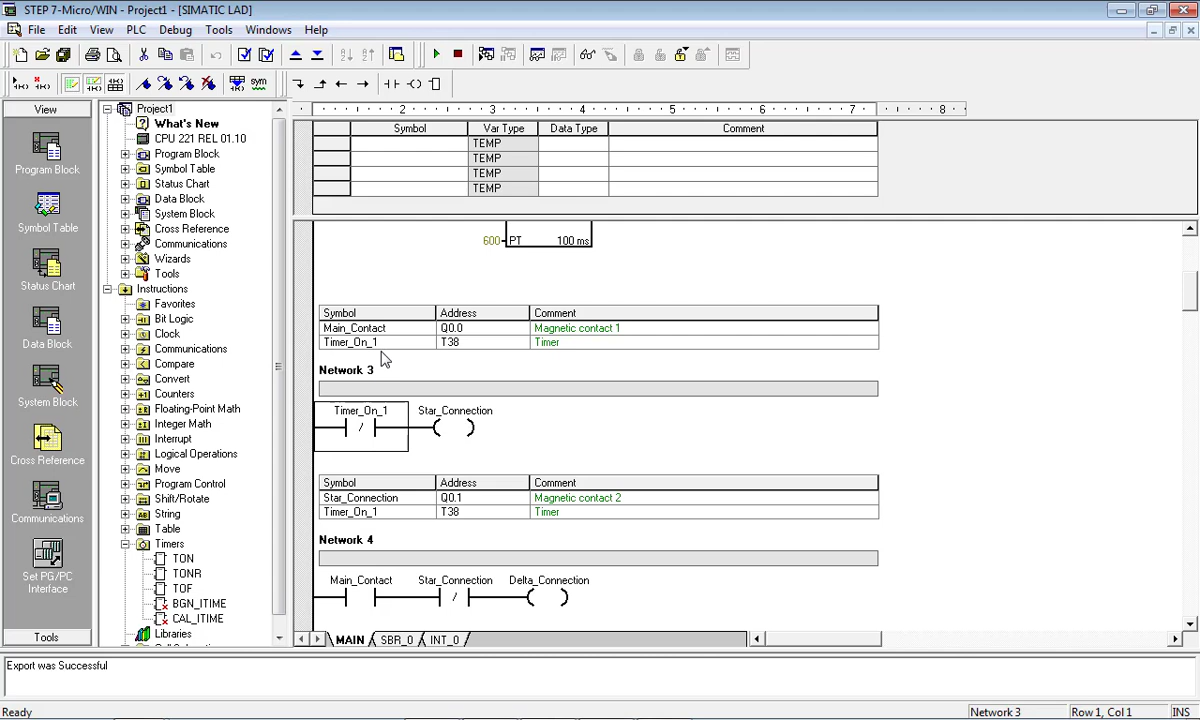 STEP 7-Micro/WIN - Project1 - [SIMATIC LAD]
File Edit View PLC Debug Tools Windows Help
View
Program Block
Symbol Table
Status Chart
Data Block
System Block
Cross Reference
Communications
Set PG/PC
Interface
Tools
Project1
What's New
CPU 221 REL 01.10
Program Block
Symbol Table
Status Chart
Data Block
System Block
Cross Reference
Communications
Wizards
Tools
Instructions
Favorites
Bit Logic
Clock
Communications
Compare
Convert
Counters
Floating-Point Math
Integer Math
Interrupt
Logical Operations
Move
Program Control
Shift/Rotate
String
Table
Timers
TON
TONR
TOF
BGN_ITIME
CAL_ITIME
Libraries
2 3 4 5 6 7 8
Symbol Var Type Data Type Comment
TEMP
TEMP
TEMP
TEMP
600 PT 100 ms
Symbol Address Comment
Main_Contact Q0.0 Magnetic contact 1
Timer_On_1 T38 Timer
Network 3
Timer_On_1 Star_Connection
Symbol Address Comment
Star_Connection Q0.1 Magnetic contact 2
Timer_On_1 T38 Timer
Network 4
Main_Contact Star_Connection Delta_Connection
MAIN SBR_0 INT_0
Export was Successful
Ready Network 3 Row 1, Col 1 INS